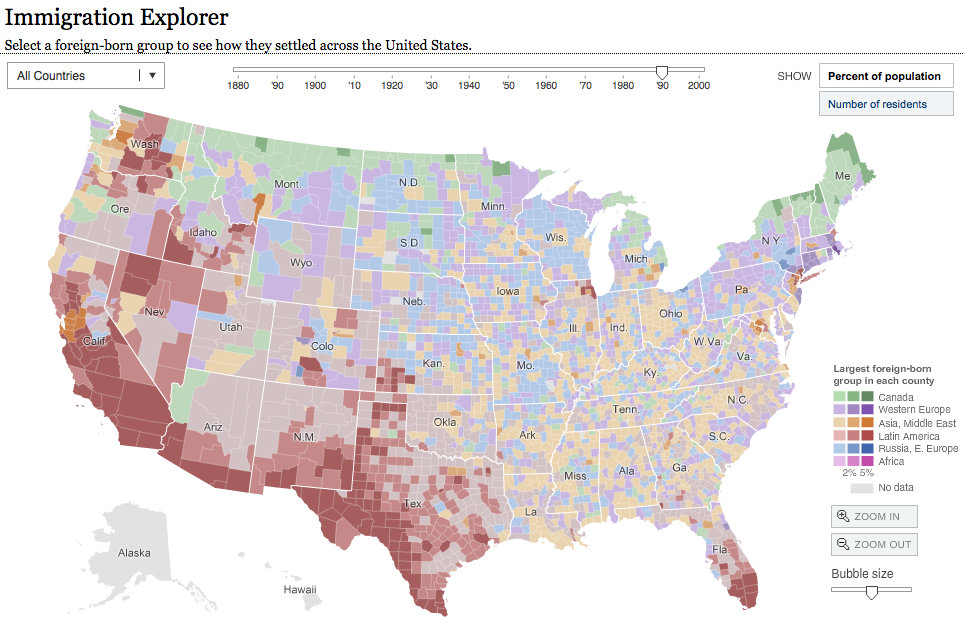 Immigration Explorer
Select a foreign-born group to see how they settled across the United States.
All Countries
1880 '90 1900 '10 1920 '30 1940 '50 1960 '70 1980 '90 2000
SHOW
Percent of population
Number of residents
Wash.
Mont.
N.D.
Minn.
Me.
Ore.
Idaho
S.D.
Wis.
Mich.
N.Y.
Wyo.
Neb.
Iowa
Pa.
Nev.
Utah
Colo.
Ill.
Ind.
Ohio
Calif.
Kan.
Mo.
Ky.
W.Va.
Va.
Ariz.
N.M.
Okla.
Ark.
Tenn.
N.C.
S.C.
Tex.
La.
Miss.
Ala.
Ga.
Fla.
Alaska
Hawaii
Largest foreign-born
group in each county
Canada
Western Europe
Asia, Middle East
Latin America
Russia, E. Europe
Africa
2% 5%
No data
ZOOM IN
ZOOM OUT
Bubble size